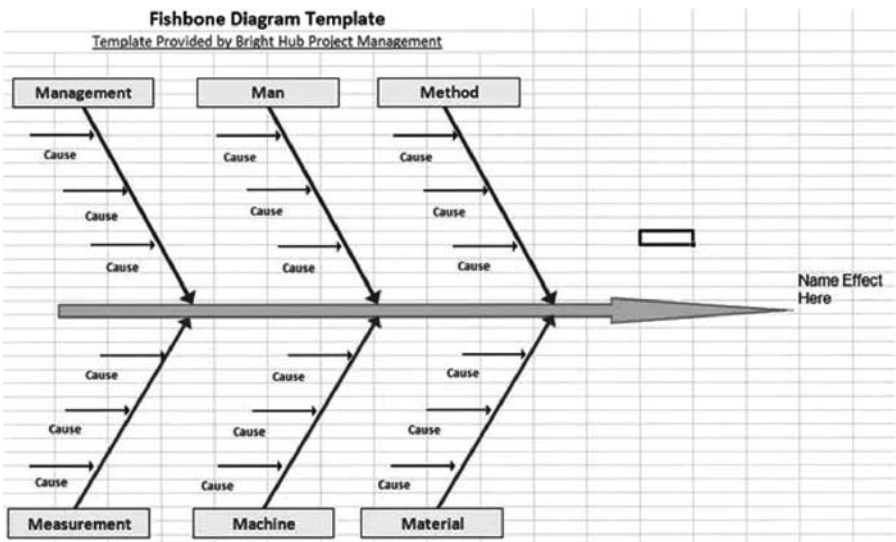 Fishbone Diagram Template
Template Provided by Bright Hub Project Management
Management
Man
Method
Cause
Cause
Cause
Cause
Cause
Cause
Cause
Cause
Cause
Name Effect
Here
Cause
Cause
Cause
Cause
Cause
Cause
Cause
Cause
Cause
Measurement
Machine
Material